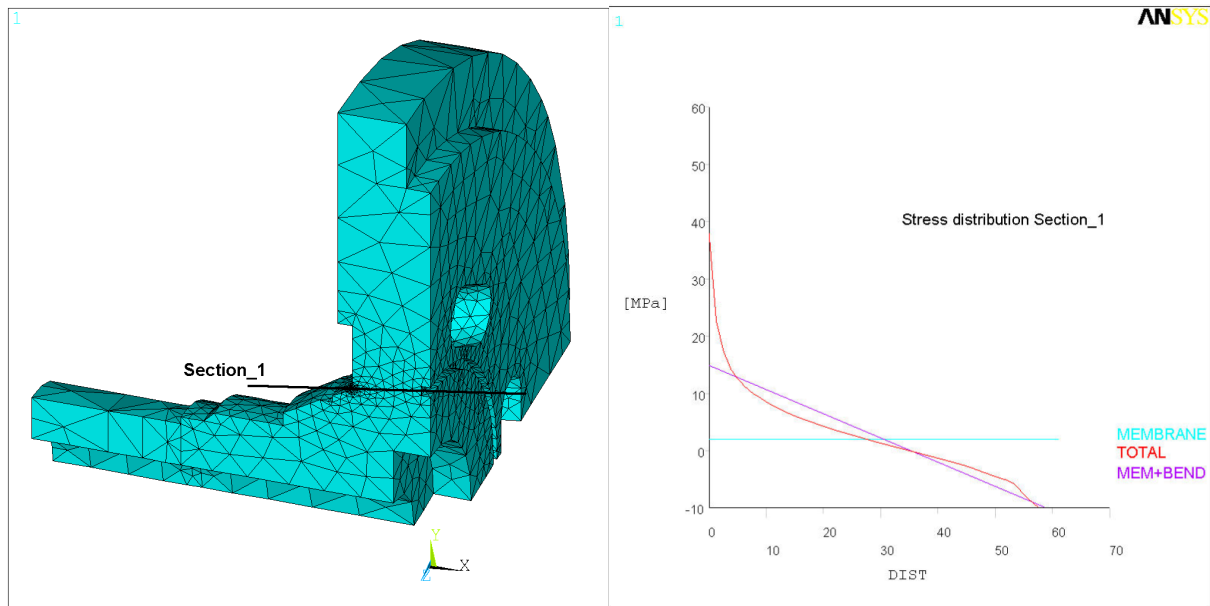 1
Section_1
Y
Z
X
1
ANSYS
60
50
40
Stress distribution Section_1
30
[MPa]
20
10
MEMBRANE
0
TOTAL
MEM+BEND
-10
0 20 40 60
10 30 50 70
DIST